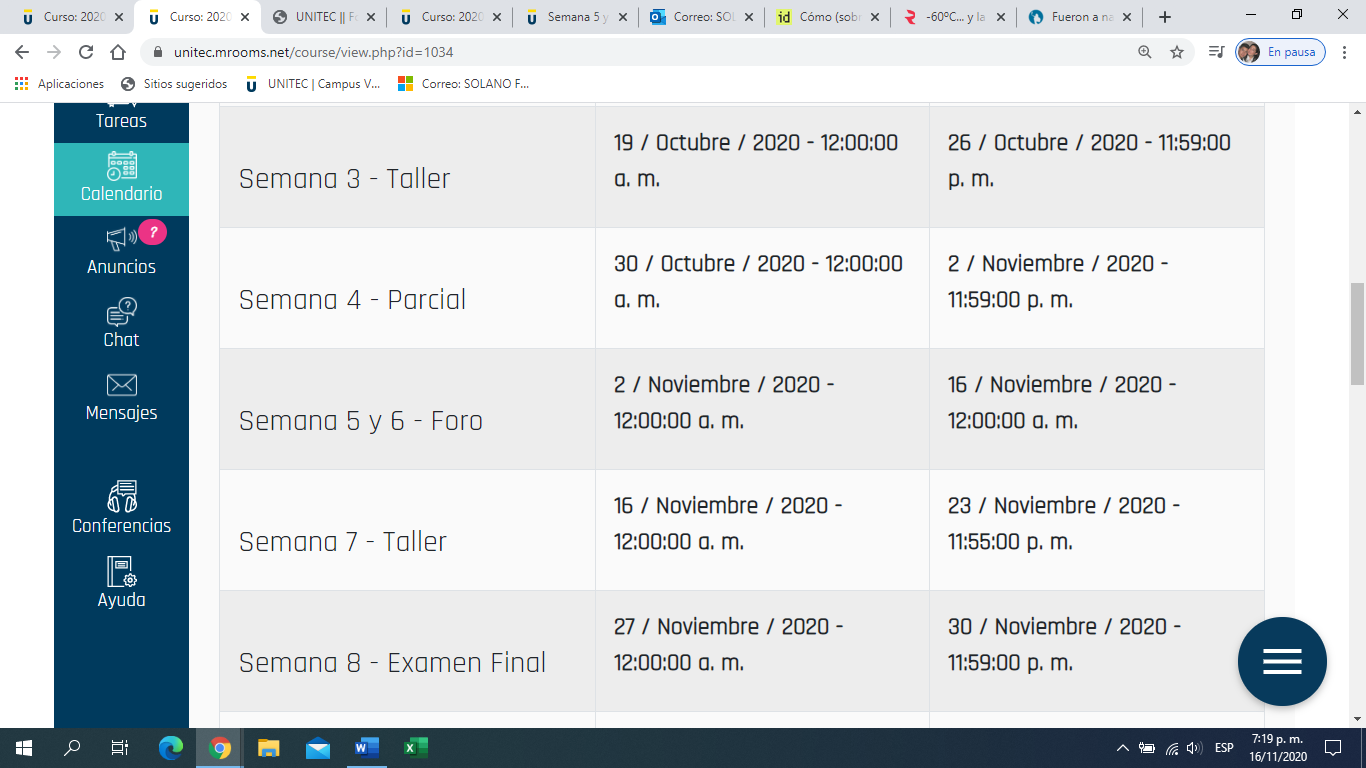 Curso: 2020
Curso: 2020
UNITEC || Fo
Curso: 2020
Semana 5 y
Correo: SOL
Cómo (sobr
-60ºC... y la
Fueron a na
unitec.mrooms.net/course/view.php?id=1034
En pausa
Aplicaciones
Sitios sugeridos
UNITEC | Campus V...
Correo: SOLANO F...
Tareas
Calendario
?
Anuncios
Chat
Mensajes
Conferencias
Ayuda
Semana 3 - Taller
19 / Octubre / 2020 - 12:00:00
a. m.
26 / Octubre / 2020 - 11:59:00
p. m.
Semana 4 - Parcial
30 / Octubre / 2020 - 12:00:00
a. m.
2 / Noviembre / 2020 -
11:59:00 p. m.
Semana 5 y 6 - Foro
2 / Noviembre / 2020 -
12:00:00 a. m.
16 / Noviembre / 2020 -
12:00:00 a. m.
Semana 7 - Taller
16 / Noviembre / 2020 -
12:00:00 a. m.
23 / Noviembre / 2020 -
11:55:00 p. m.
Semana 8 - Examen Final
27 / Noviembre / 2020 -
12:00:00 a. m.
30 / Noviembre / 2020 -
11:59:00 p. m.
ESP
7:19 p. m.
16/11/2020